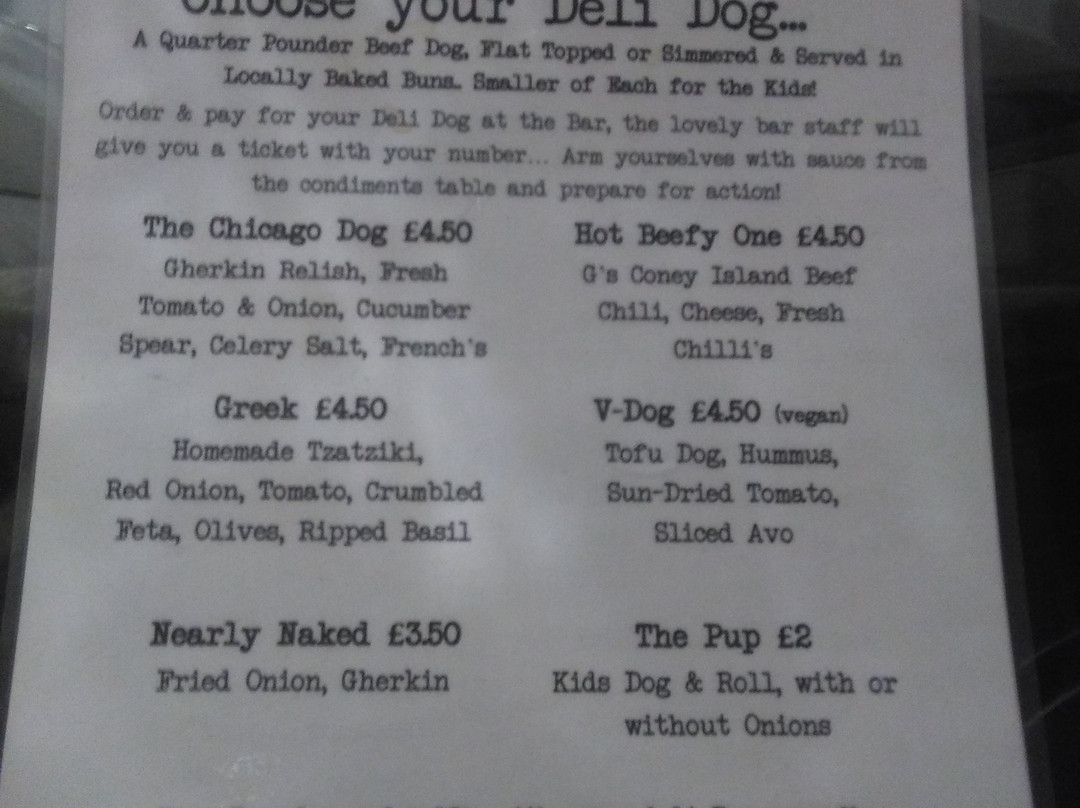 Choose your Deli Dog...
A Quarter Pounder Beef Dog, Flat Topped or Simmered & Served in
Locally Baked Buns. Smaller of Each for the Kids!
Order & pay for your Deli Dog at the Bar, the lovely bar staff will
give you a ticket with your number... Arm yourselves with sauce from
the condiments table and prepare for action!
The Chicago Dog £4.50
Gherkin Relish, Fresh
Tomato & Onion, Cucumber
Spear, Celery Salt, French's
Hot Beefy One £4.50
G's Coney Island Beef
Chili, Cheese, Fresh
Chilli's
Greek £4.50
Homemade Tzatziki,
Red Onion, Tomato, Crumbled
Feta, Olives, Ripped Basil
V-Dog £4.50 (vegan)
Tofu Dog, Hummus,
Sun-Dried Tomato,
Sliced Avo
Nearly Naked £3.50
Fried Onion, Gherkin
The Pup £2
Kids Dog & Roll, with or
without Onions